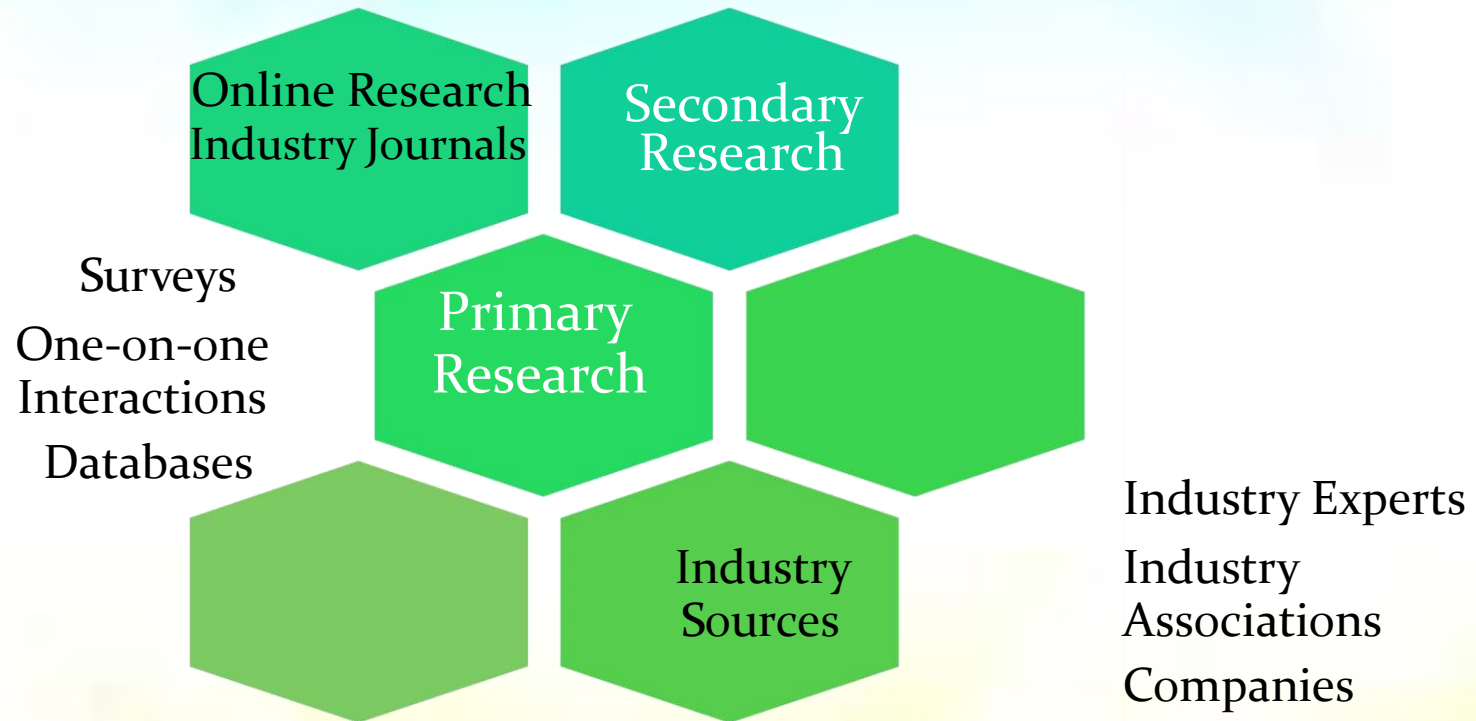 Online Research
Industry Journals
Secondary
Research
Surveys
One-on-one
Interactions
Databases
Primary
Research
Industry
Sources
Industry Experts
Industry
Associations
Companies